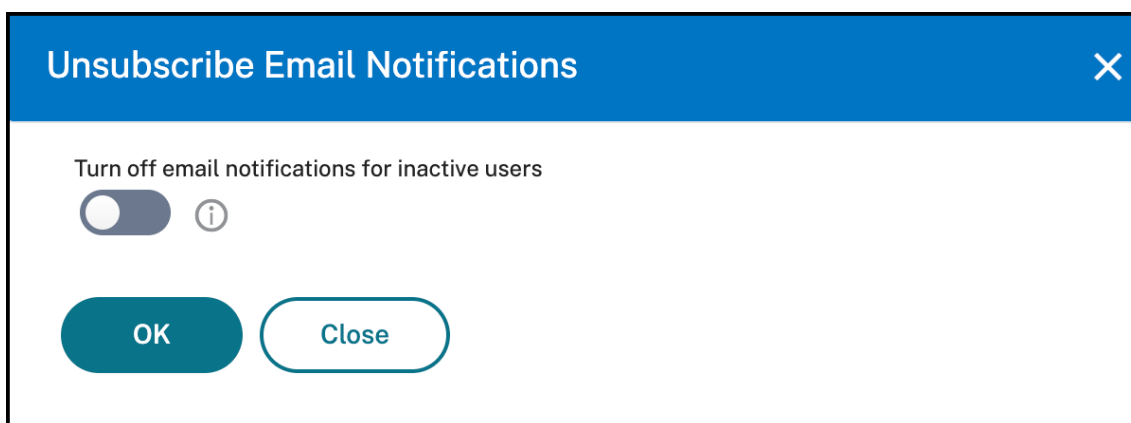 Unsubscribe Email Notifications
Turn off email notifications for inactive users
OK
Close